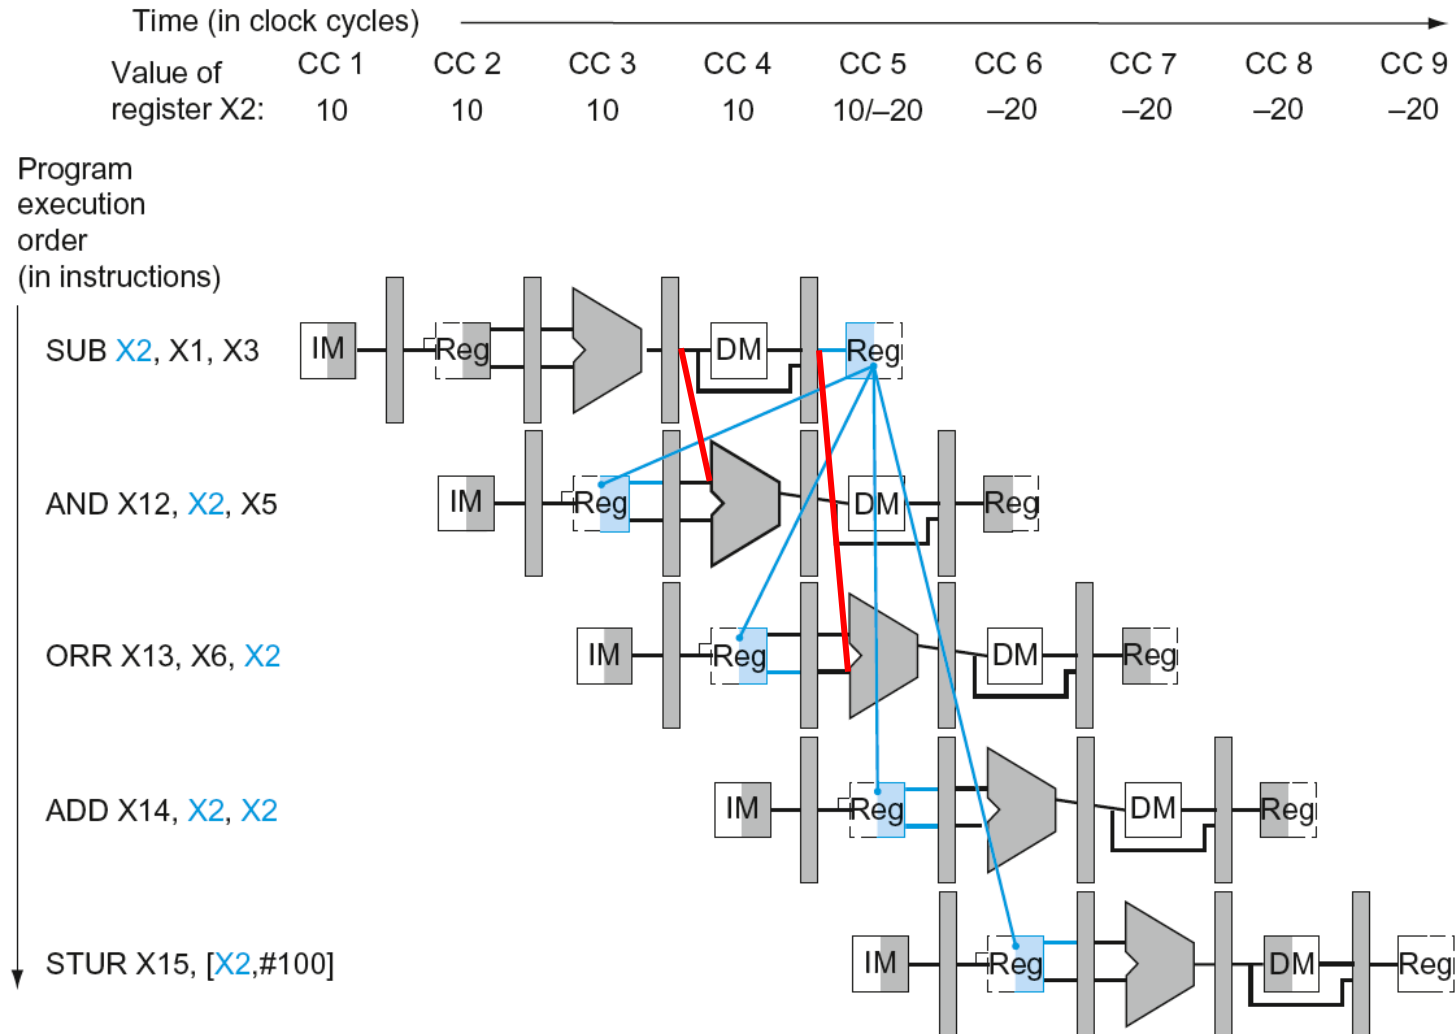 Time (in clock cycles)
Value of register X2:
CC 1 CC 2 CC 3 CC 4 CC 5 CC 6 CC 7 CC 8 CC 9
10 10 10 10 10/–20 –20 –20 –20 –20
Program
execution
order
(in instructions)
SUB X2, X1, X3
IM Reg DM Reg
AND X12, X2, X5
IM Reg DM Reg
ORR X13, X6, X2
IM Reg DM Reg
ADD X14, X2, X2
IM Reg DM Reg
STUR X15, [X2,#100]
IM Reg DM Reg